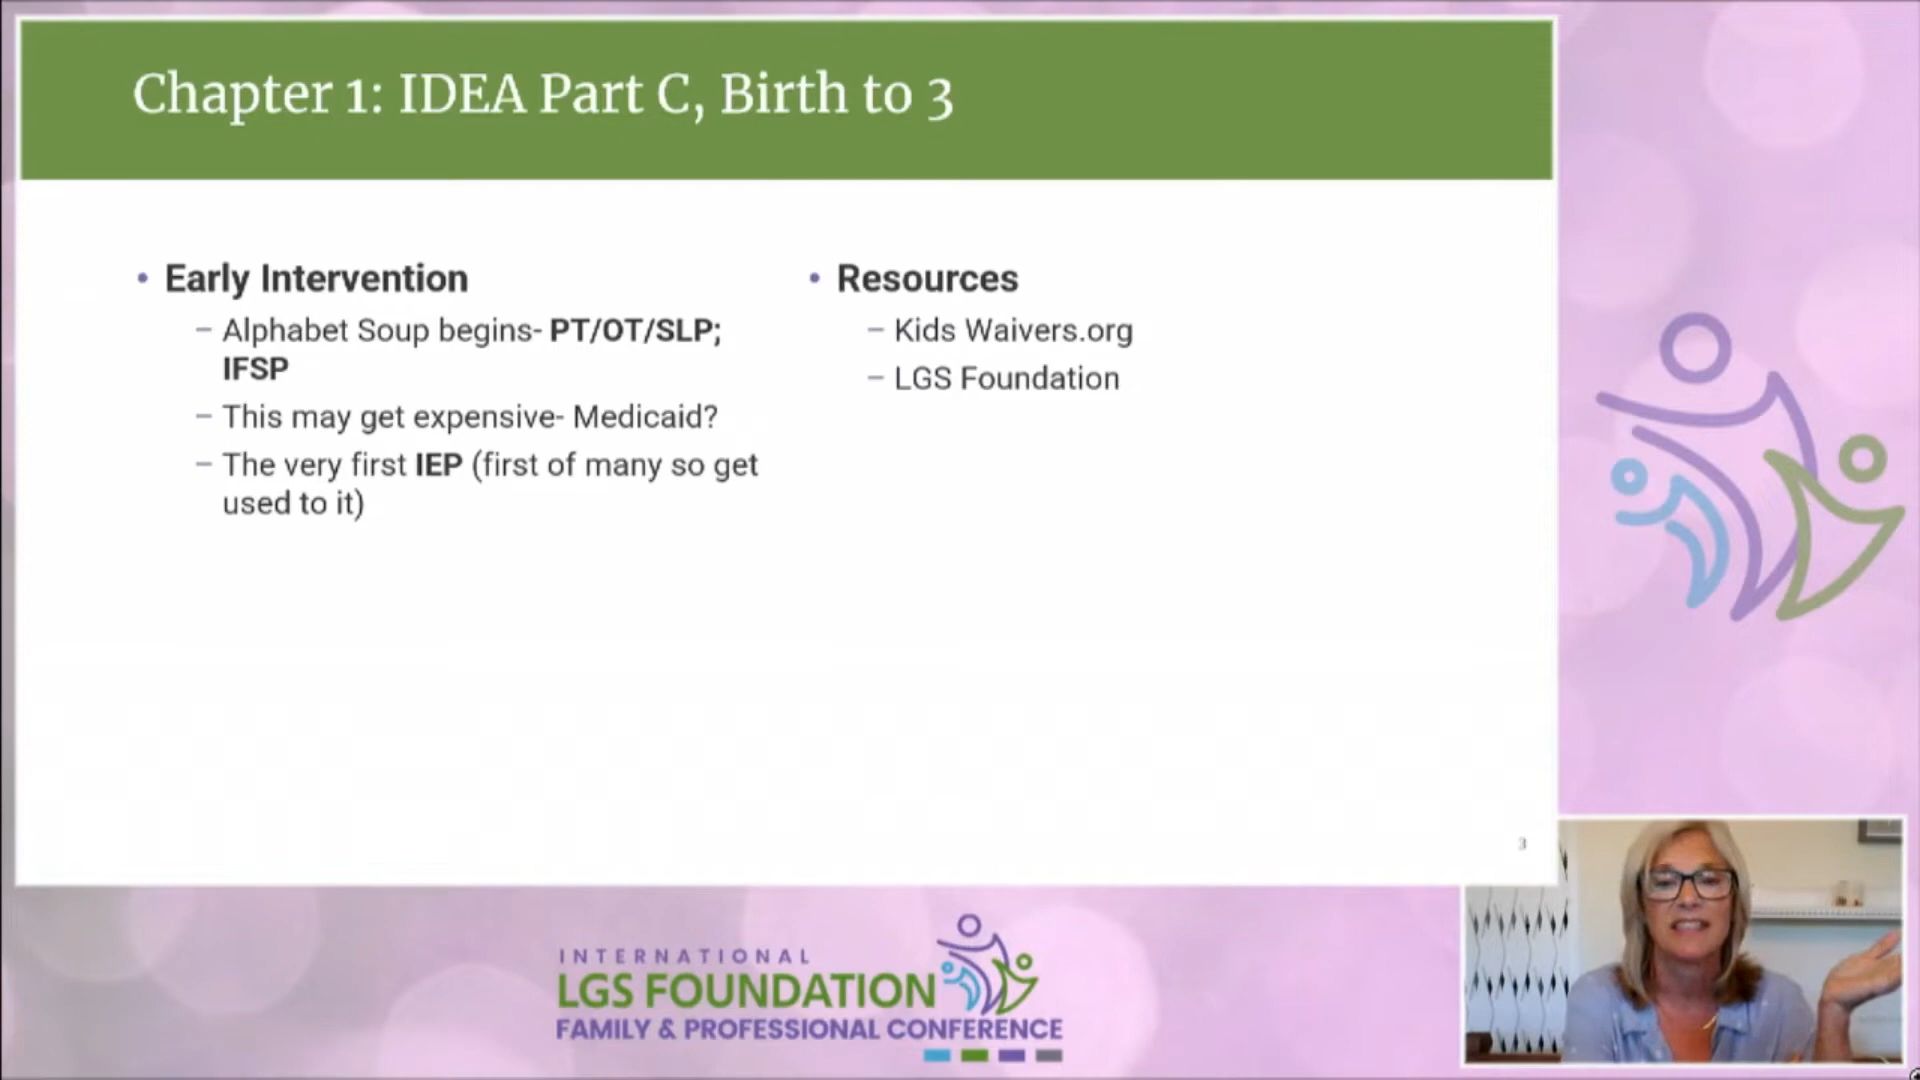 Chapter 1: IDEA Part C, Birth to 3
• Early Intervention
– Alphabet Soup begins- PT/OT/SLP;
IFSP
– This may get expensive- Medicaid?
– The very first IEP (first of many so get
used to it)
• Resources
– Kids Waivers.org
– LGS Foundation
3
INTERNATIONAL
LGS FOUNDATION
FAMILY & PROFESSIONAL CONFERENCE